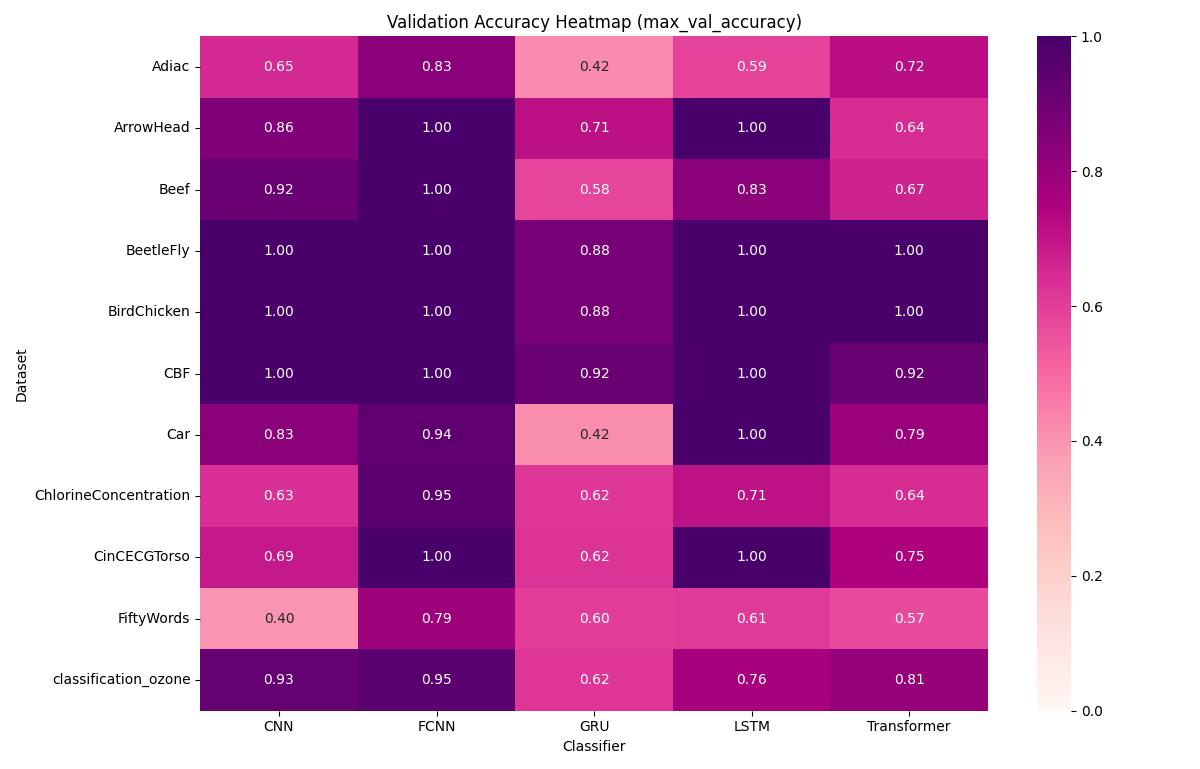 Validation Accuracy Heatmap (max_val_accuracy)
Dataset
Adiac 0.65 0.83 0.42 0.59 0.72
ArrowHead 0.86 1.00 0.71 1.00 0.64
Beef 0.92 1.00 0.58 0.83 0.67
BeetleFly 1.00 1.00 0.88 1.00 1.00
BirdChicken 1.00 1.00 0.88 1.00 1.00
CBF 1.00 1.00 0.92 1.00 0.92
Car 0.83 0.94 0.42 1.00 0.79
ChlorineConcentration 0.63 0.95 0.62 0.71 0.64
CinCECGTorso 0.69 1.00 0.62 1.00 0.75
FiftyWords 0.40 0.79 0.60 0.61 0.57
classification_ozone 0.93 0.95 0.62 0.76 0.81
CNN FCNN GRU LSTM Transformer
Classifier
1.0
0.8
0.6
0.4
0.2
0.0